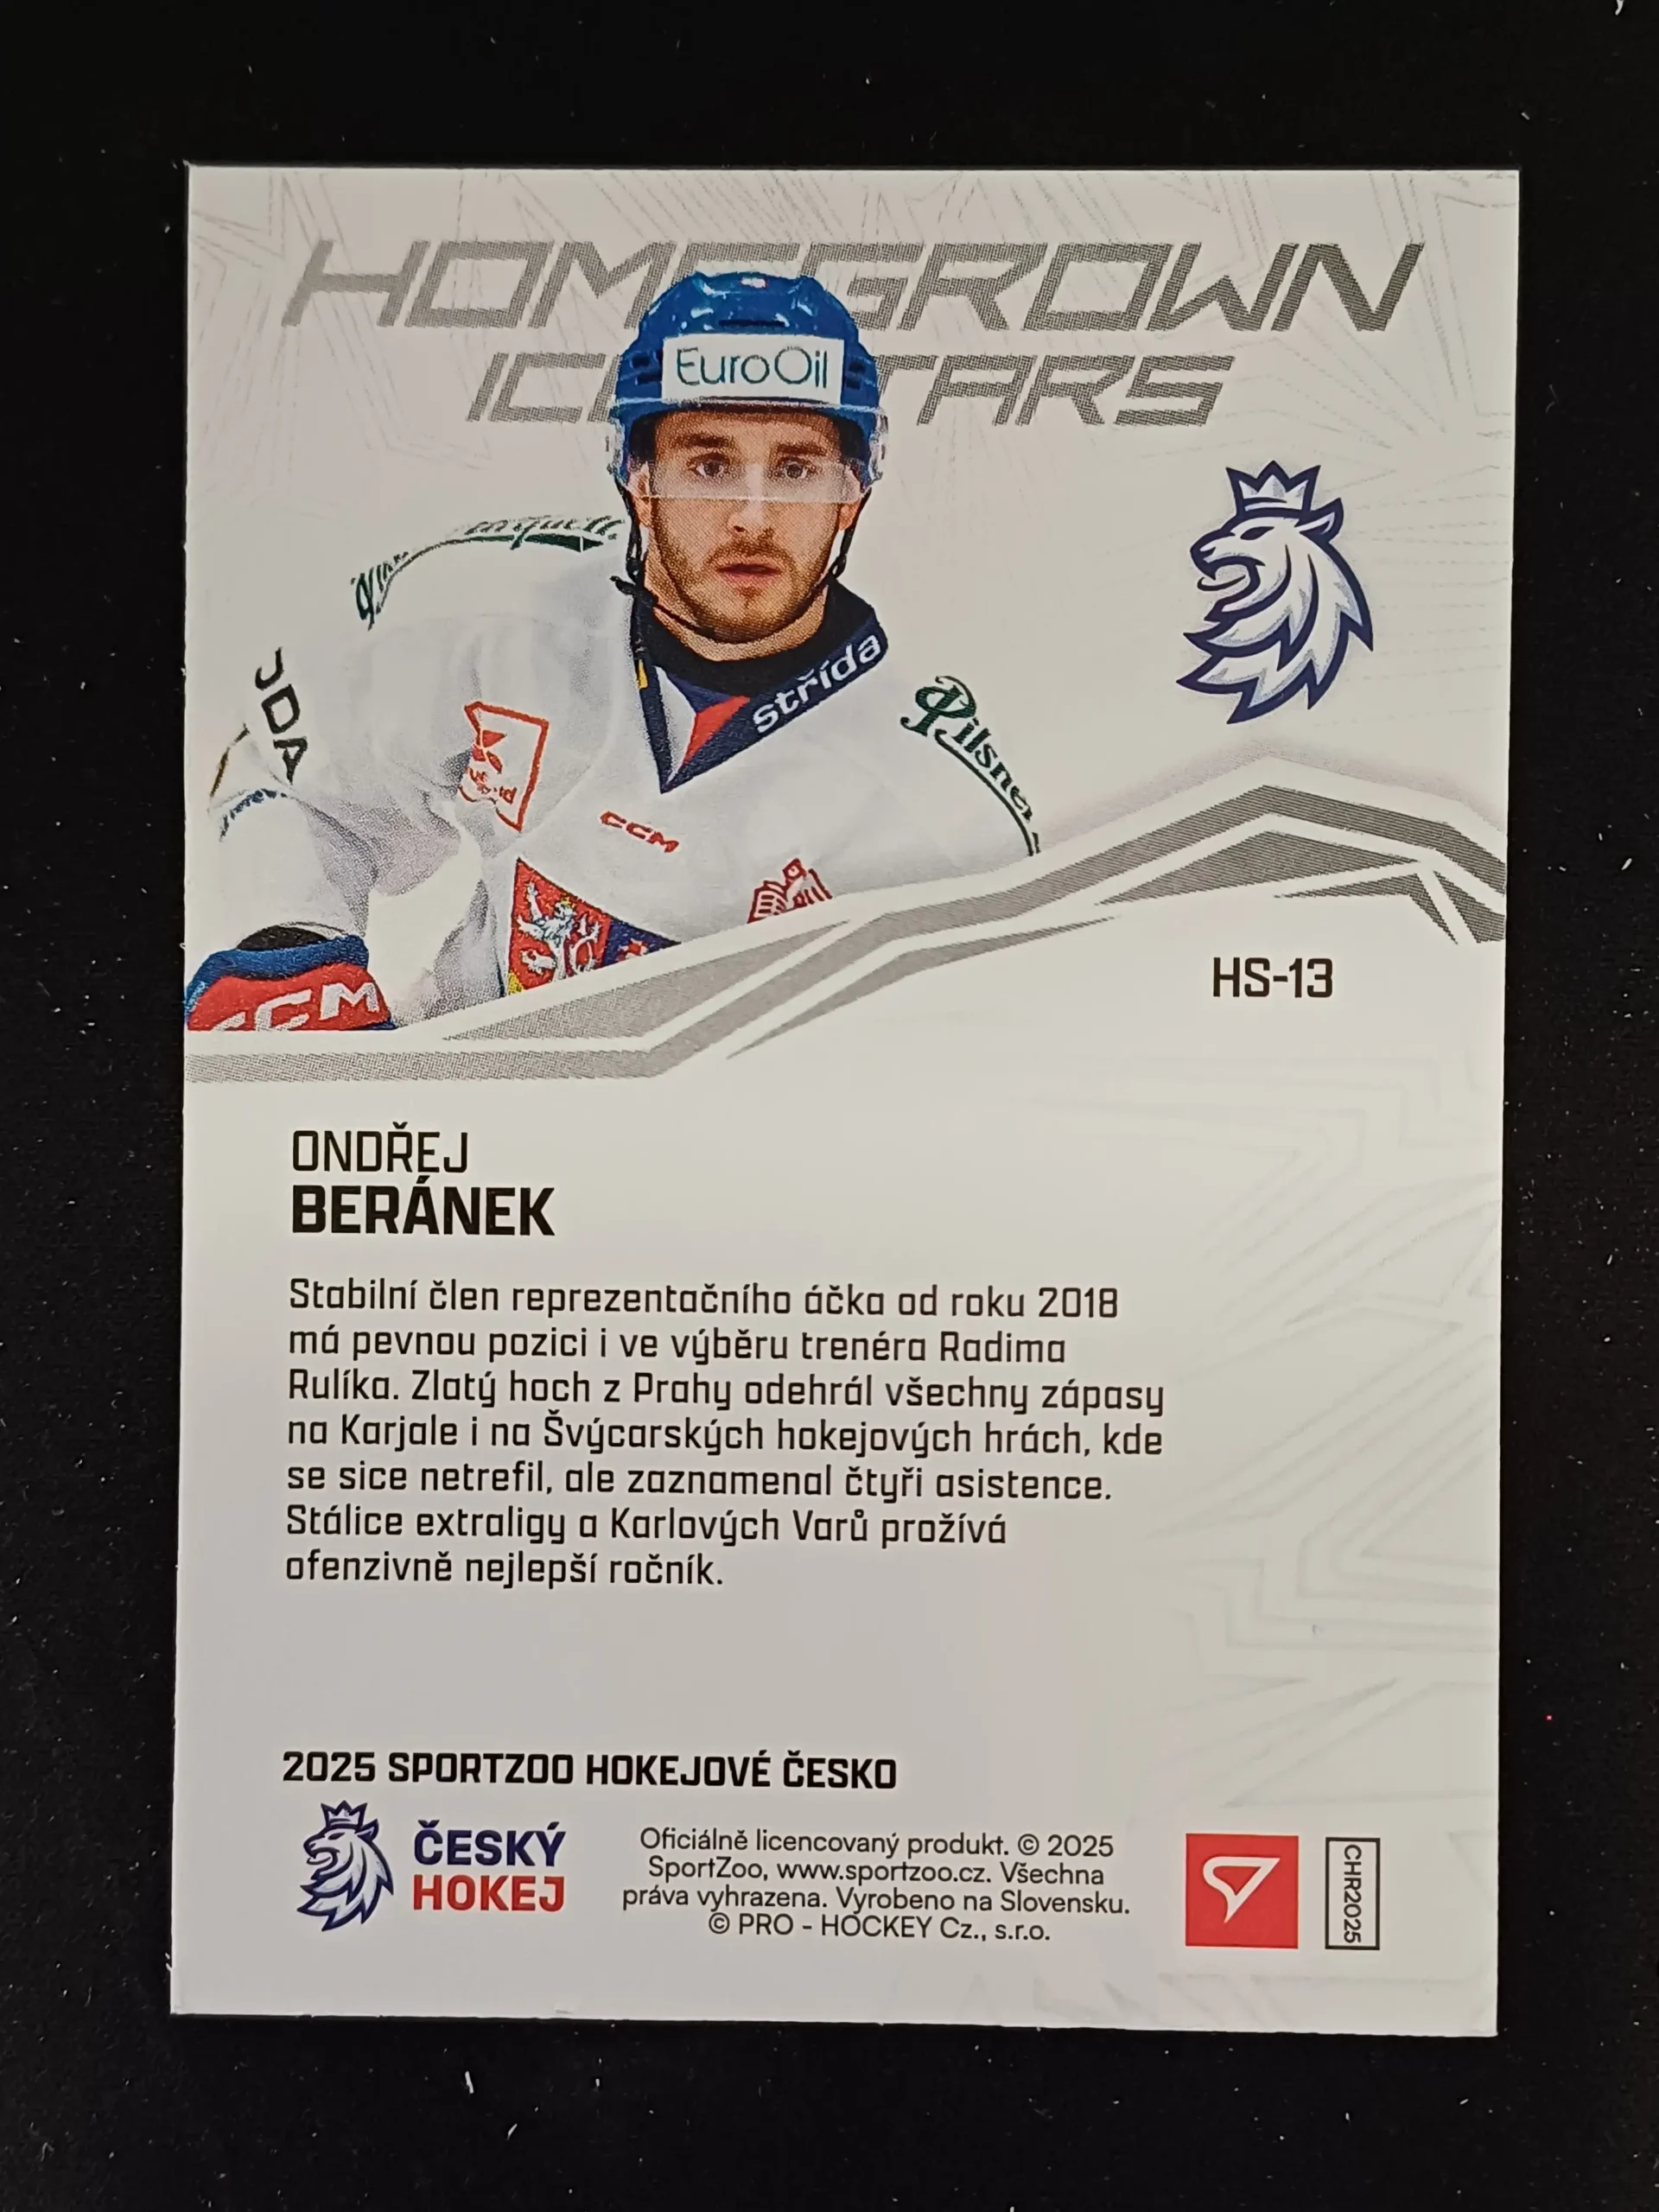 HOMEGROWN
ICE STARS
EuroOil
střída
Pilsner
CCM
CCM
HS-13
ONDŘEJ
BERÁNEK
Stabilní člen reprezentačního áčka od roku 2018
má pevnou pozici i ve výběru trenéra Radima
Rulíka. Zlatý hoch z Prahy odehrál všechny zápasy
na Karjale i na Švýcarských hokejových hrách, kde
se sice netrefil, ale zaznamenal čtyři asistence.
Stálice extraligy a Karlových Varů prožívá
ofenzivně nejlepší ročník.
2025 SPORTZOO HOKEJOVÉ ČESKO
ČESKÝ
HOKEJ
Oficiálně licencovaný produkt. © 2025
SportZoo, www.sportzoo.cz. Všechna
práva vyhrazena. Vyrobeno na Slovensku.
© PRO - HOCKEY Cz., s.r.o.
CHR2025